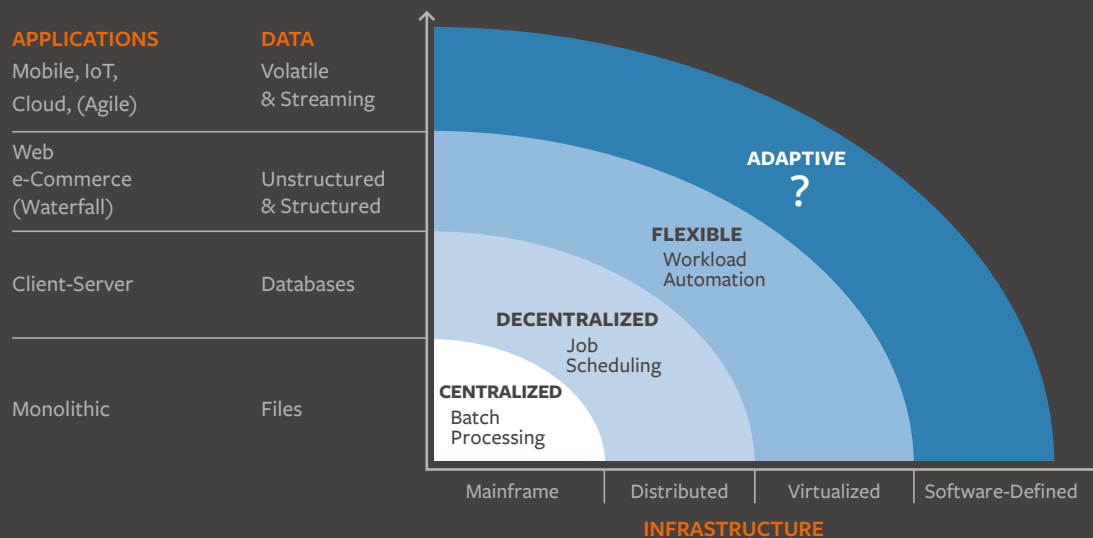 APPLICATIONS
DATA
Mobile, IoT,
Cloud, (Agile)
Volatile
& Streaming
Web
e-Commerce
(Waterfall)
Unstructured
& Structured
Client-Server
Databases
Monolithic
Files
ADAPTIVE
?
FLEXIBLE
Workload
Automation
DECENTRALIZED
Job
Scheduling
CENTRALIZED
Batch
Processing
Mainframe
Distributed
Virtualized
Software-Defined
INFRASTRUCTURE